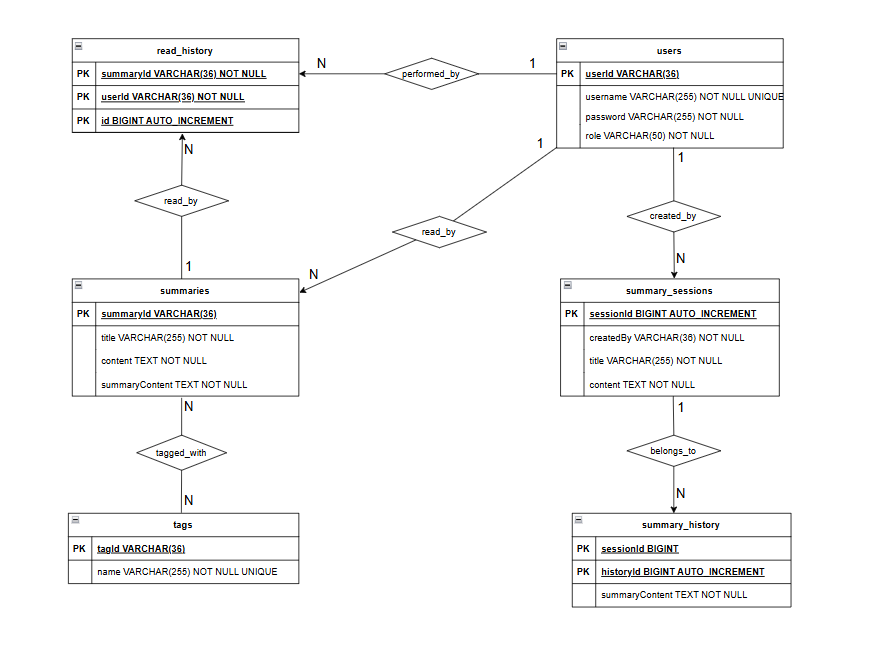 read_history
PK summaryId VARCHAR(36) NOT NULL
PK userId VARCHAR(36) NOT NULL
PK id BIGINT AUTO_INCREMENT
N
performed_by
1
users
PK userId VARCHAR(36)
username VARCHAR(255) NOT NULL UNIQUE
password VARCHAR(255) NOT NULL
role VARCHAR(50) NOT NULL
N
read_by
1
1
read_by
N
1
created_by
N
summaries
PK summaryId VARCHAR(36)
title VARCHAR(255) NOT NULL
content TEXT NOT NULL
summaryContent TEXT NOT NULL
summary_sessions
PK sessionId BIGINT AUTO_INCREMENT
createdBy VARCHAR(36) NOT NULL
title VARCHAR(255) NOT NULL
content TEXT NOT NULL
N
tagged_with
N
1
belongs_to
N
tags
PK tagId VARCHAR(36)
name VARCHAR(255) NOT NULL UNIQUE
summary_history
PK sessionId BIGINT
PK historyId BIGINT AUTO_INCREMENT
summaryContent TEXT NOT NULL